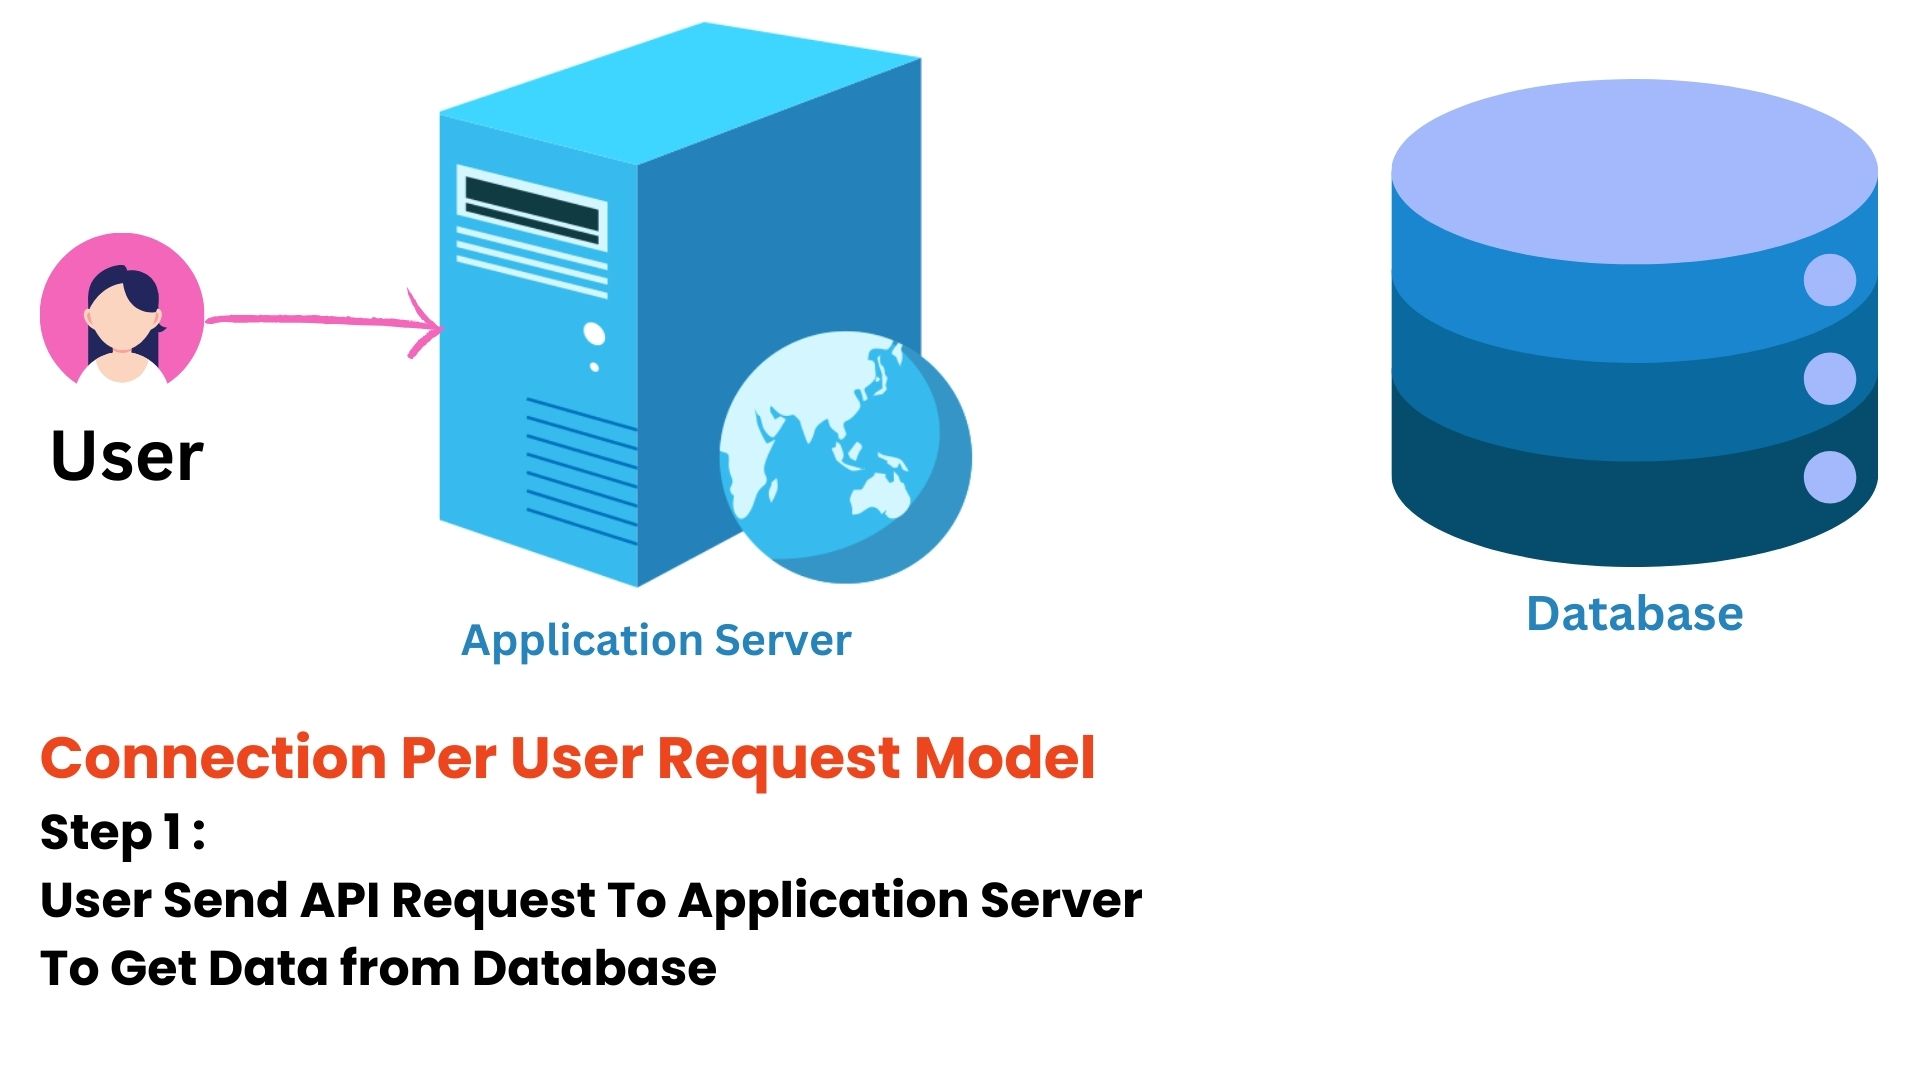 User
Application Server
Database
Connection Per User Request Model
Step 1 :
User Send API Request To Application Server
To Get Data from Database